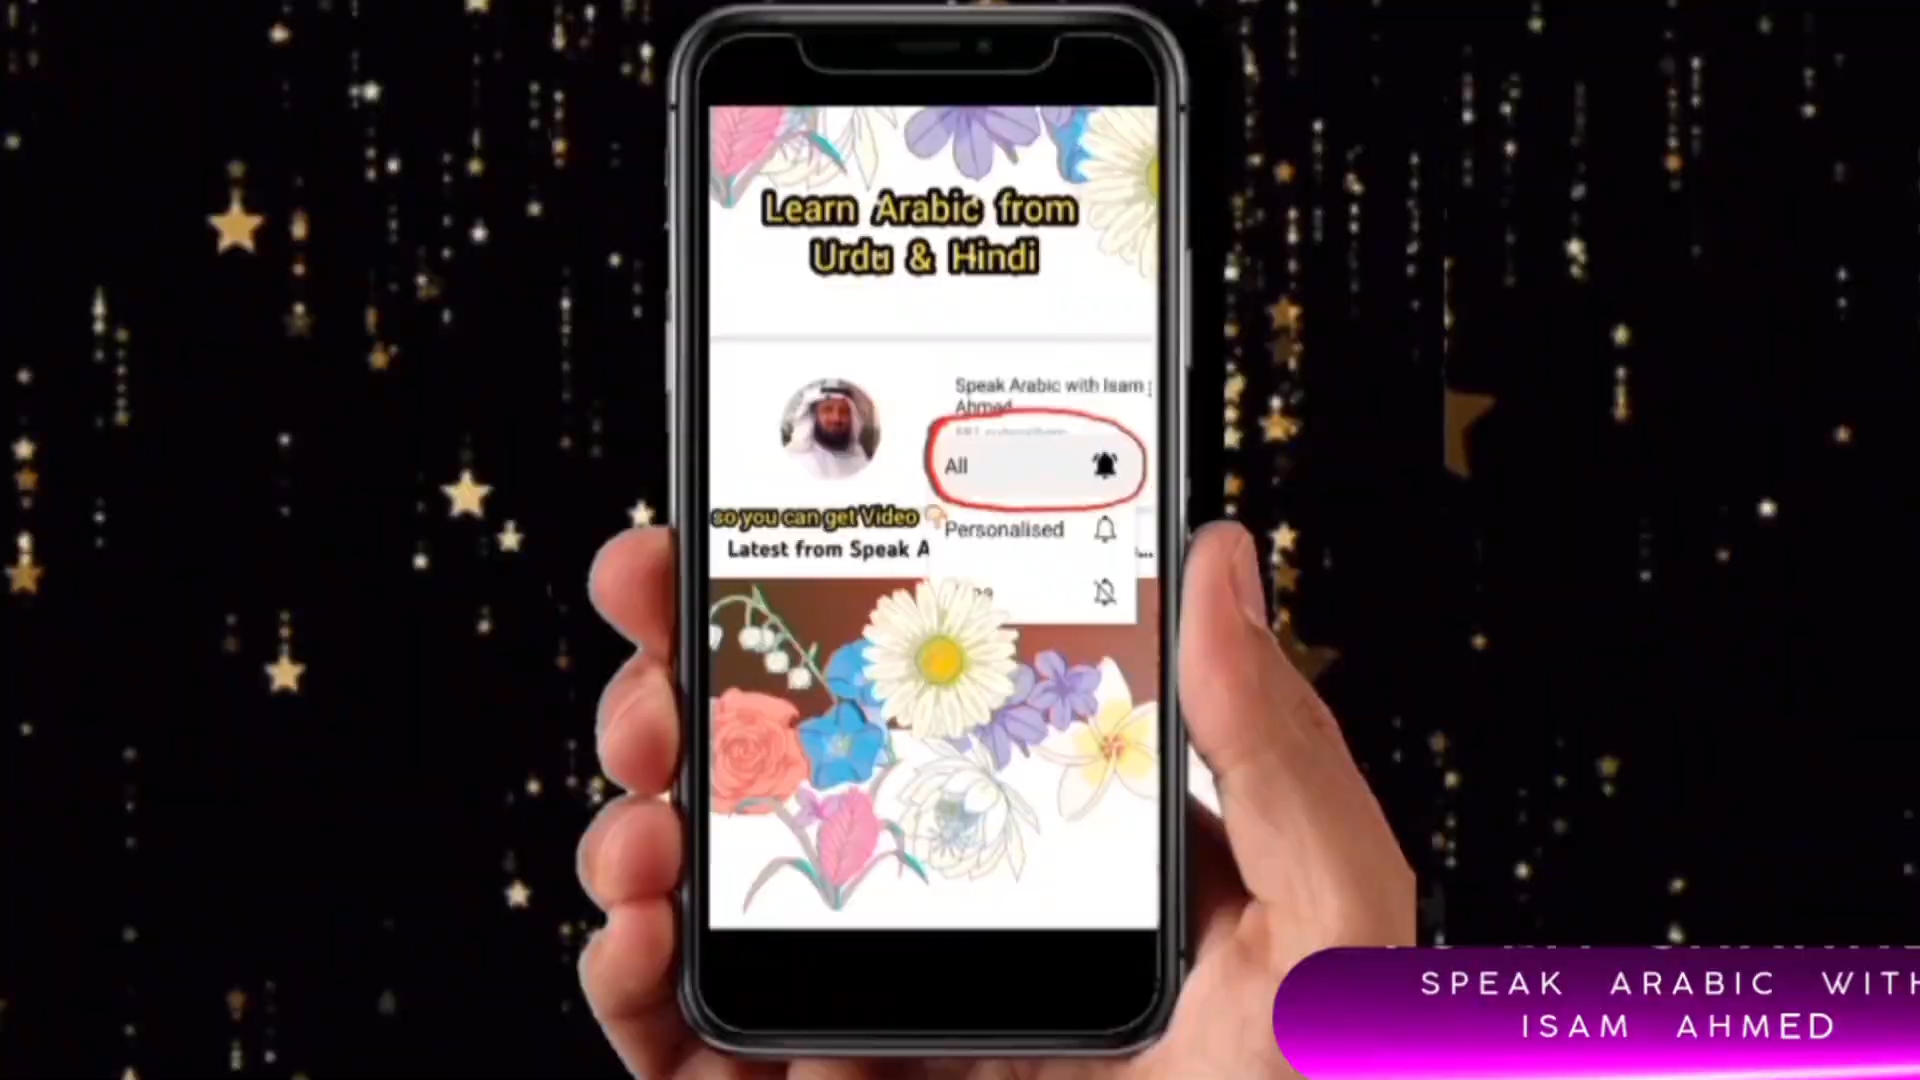 Learn Arabic from
Urdu & Hindi
Speak Arabic with Isam
Ahmed
All
so you can get Video
Personalised
Latest from Speak A
...
SPEAK ARABIC WITH
ISAM AHMED